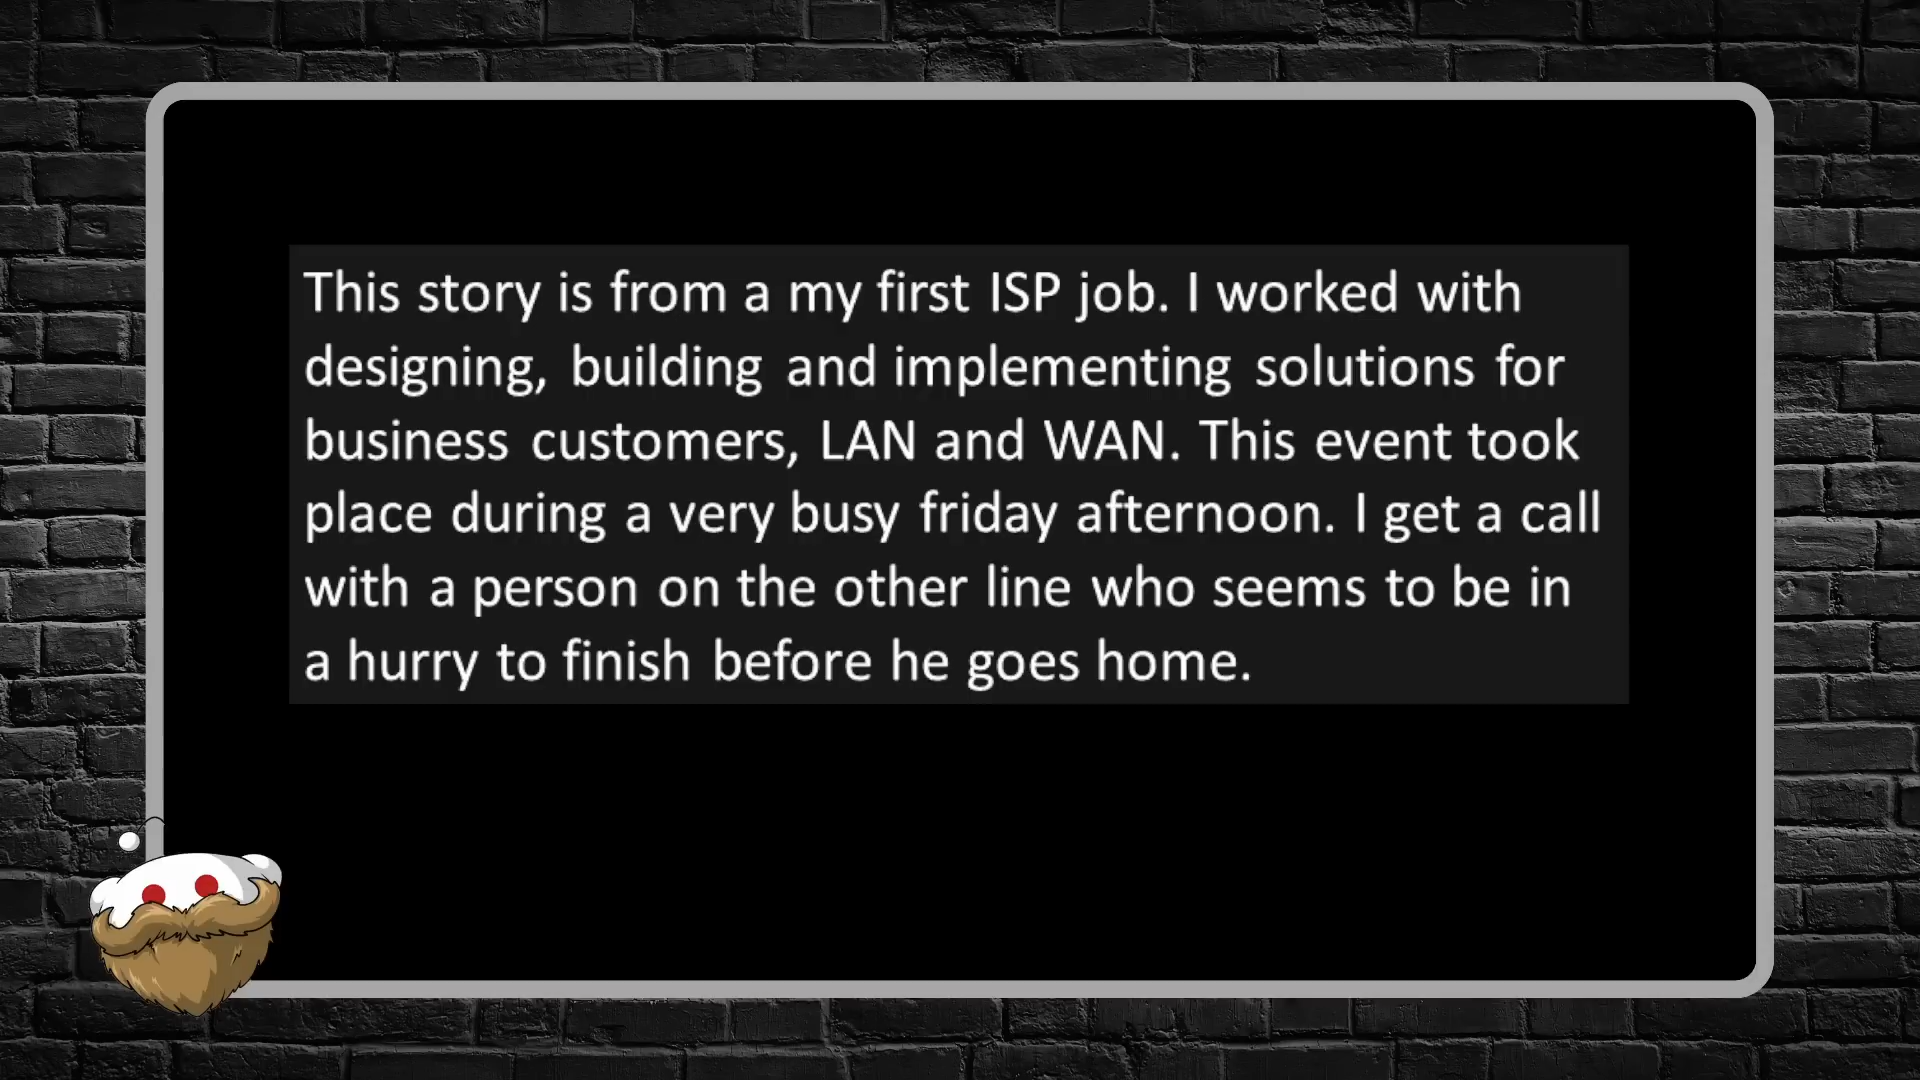 This story is from a my first ISP job. I worked with
designing, building and implementing solutions for
business customers, LAN and WAN. This event took
place during a very busy friday afternoon. I get a call
with a person on the other line who seems to be in
a hurry to finish before he goes home.